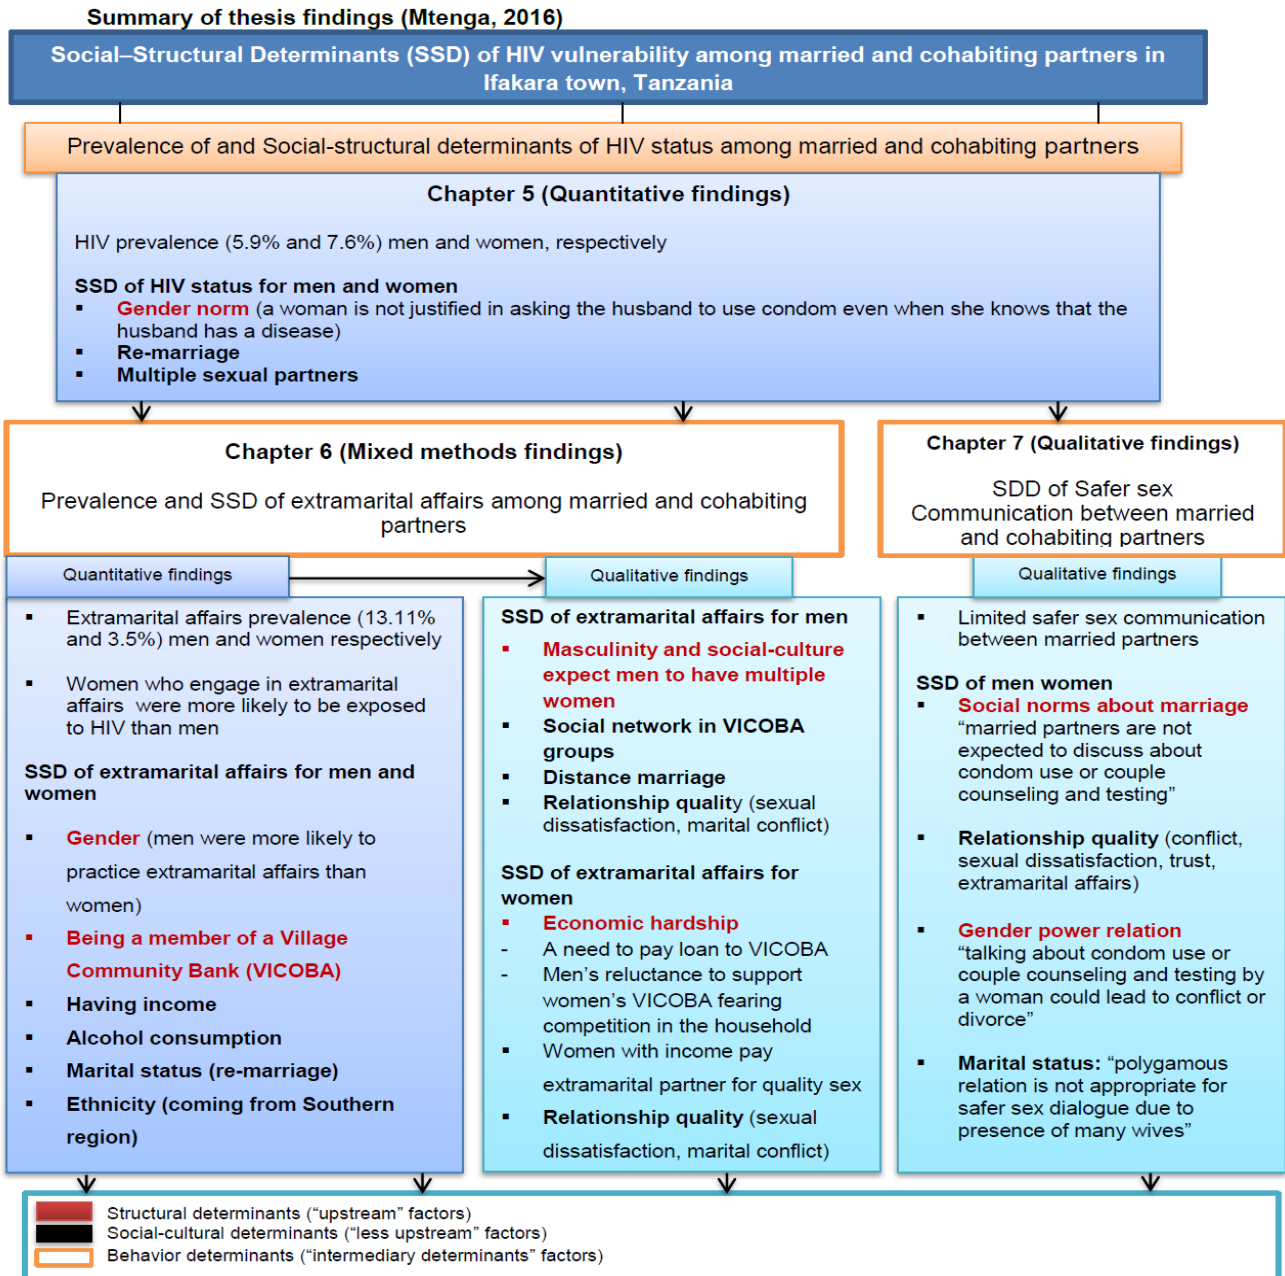 Summary of thesis findings (Mtenga, 2016)
Social–Structural Determinants (SSD) of HIV vulnerability among married and cohabiting partners in
Ifakara town, Tanzania
Prevalence of and Social-structural determinants of HIV status among married and cohabiting partners
Chapter 5 (Quantitative findings)
HIV prevalence (5.9% and 7.6%) men and women, respectively
SSD of HIV status for men and women
▪ Gender norm (a woman is not justified in asking the husband to use condom even when she knows that the
husband has a disease)
▪ Re-marriage
▪ Multiple sexual partners
Chapter 6 (Mixed methods findings)
Prevalence and SSD of extramarital affairs among married and cohabiting
partners
Chapter 7 (Qualitative findings)
SDD of Safer sex
Communication between married
and cohabiting partners
Quantitative findings
▪ Extramarital affairs prevalence (13.11%
and 3.5%) men and women respectively
▪ Women who engage in extramarital
affairs were more likely to be exposed
to HIV than men
SSD of extramarital affairs for men and
women
▪ Gender (men were more likely to
practice extramarital affairs than
women)
▪ Being a member of a Village
Community Bank (VICOBA)
▪ Having income
▪ Alcohol consumption
▪ Marital status (re-marriage)
▪ Ethnicity (coming from Southern
region)
Qualitative findings
SSD of extramarital affairs for men
▪ Masculinity and social-culture
expect men to have multiple
women
▪ Social network in VICOBA
groups
▪ Distance marriage
▪ Relationship quality (sexual
dissatisfaction, marital conflict)
SSD of extramarital affairs for
women
▪ Economic hardship
- A need to pay loan to VICOBA
- Men's reluctance to support
women's VICOBA fearing
competition in the household
▪ Women with income pay
extramarital partner for quality sex
▪ Relationship quality (sexual
dissatisfaction, marital conflict)
Qualitative findings
▪ Limited safer sex communication
between married partners
SSD of men women
▪ Social norms about marriage
“married partners are not
expected to discuss about
condom use or couple
counseling and testing”
▪ Relationship quality (conflict,
sexual dissatisfaction, trust,
extramarital affairs)
▪ Gender power relation
“talking about condom use or
couple counseling and testing by
a woman could lead to conflict or
divorce”
▪ Marital status: “polygamous
relation is not appropriate for
safer sex dialogue due to
presence of many wives”
Structural determinants (“upstream” factors)
Social-cultural determinants (“less upstream” factors)
Behavior determinants (“intermediary determinants” factors)